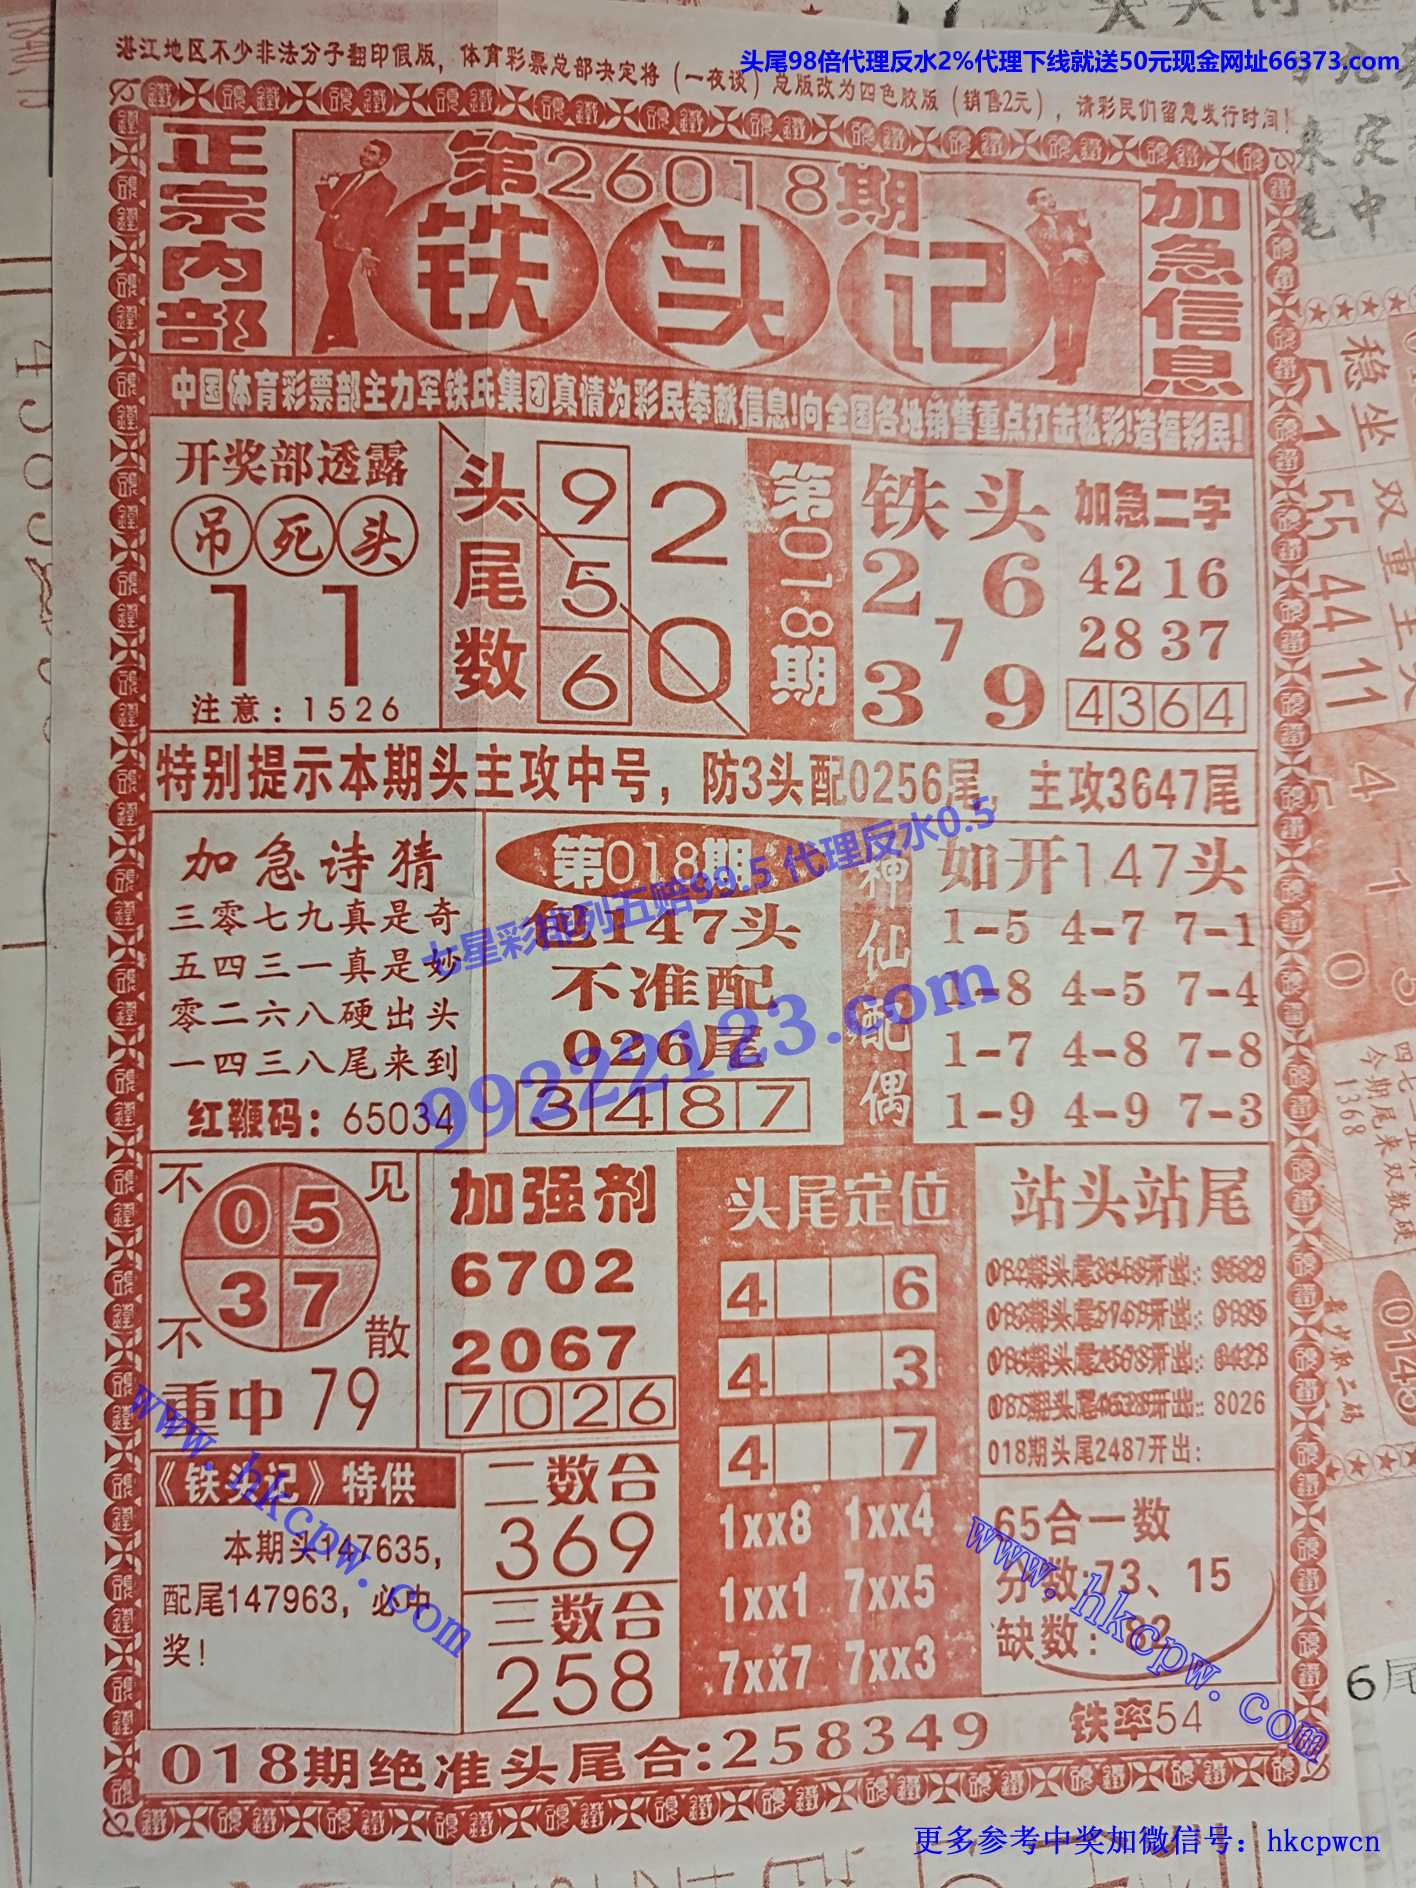 头尾98倍代理反水2%代理下线就送50元现金网址66373.com
湛江地区不少非法分子翻印假版，体育彩票总部决定将（一夜谈）总版改为四色胶版（销售2元），请彩民们留意发行时间！
正宗内部
第26018期
铁头记
加急信息
中国体育彩票部主力军铁氏集团真请为彩民奉献信息！向全国各地销售重点打击私彩！造福彩民！
开奖部透露
吊死头
11
注意：1526
头尾数
9
5
6
2
0
第018期
铁头
2 6
7
3 9
加急二字
42 16
28 37
4364
特别提示本期头主攻中号，防3头配0256尾，主攻3647尾
加急诗猜
三零七九真是奇
五四三一真是妙
零二六八硬出头
一四三八尾来到
红鞭码：65034
第018期
包147头
不准配
026尾
3487
神仙配偶
如开147头
1-5 4-7 7-1
1-8 4-5 7-4
1-7 4-8 7-8
1-9 4-9 7-3
七星彩排列五赔99.5 代理反水0.5
99322123.com
不见
05
37
不散
重中79
加强剂
6702
2067
7026
头尾定位
4 6
4 3
4 7
1xx8 1xx4
1xx1 7xx5
7xx7 7xx3
站头站尾
8026
018期头尾2487开出：
《铁头记》特供
本期头147635，
配尾147963，必中
奖！
二数合
369
三数合
258
65合一数
分数：73、15
缺数：82
018期绝准头尾合：258349
铁率54
www.hkcpw.com
www.hkcpw.com
更多参考中奖加微信号：hkcpwcn
稳坐双重主头
6尾